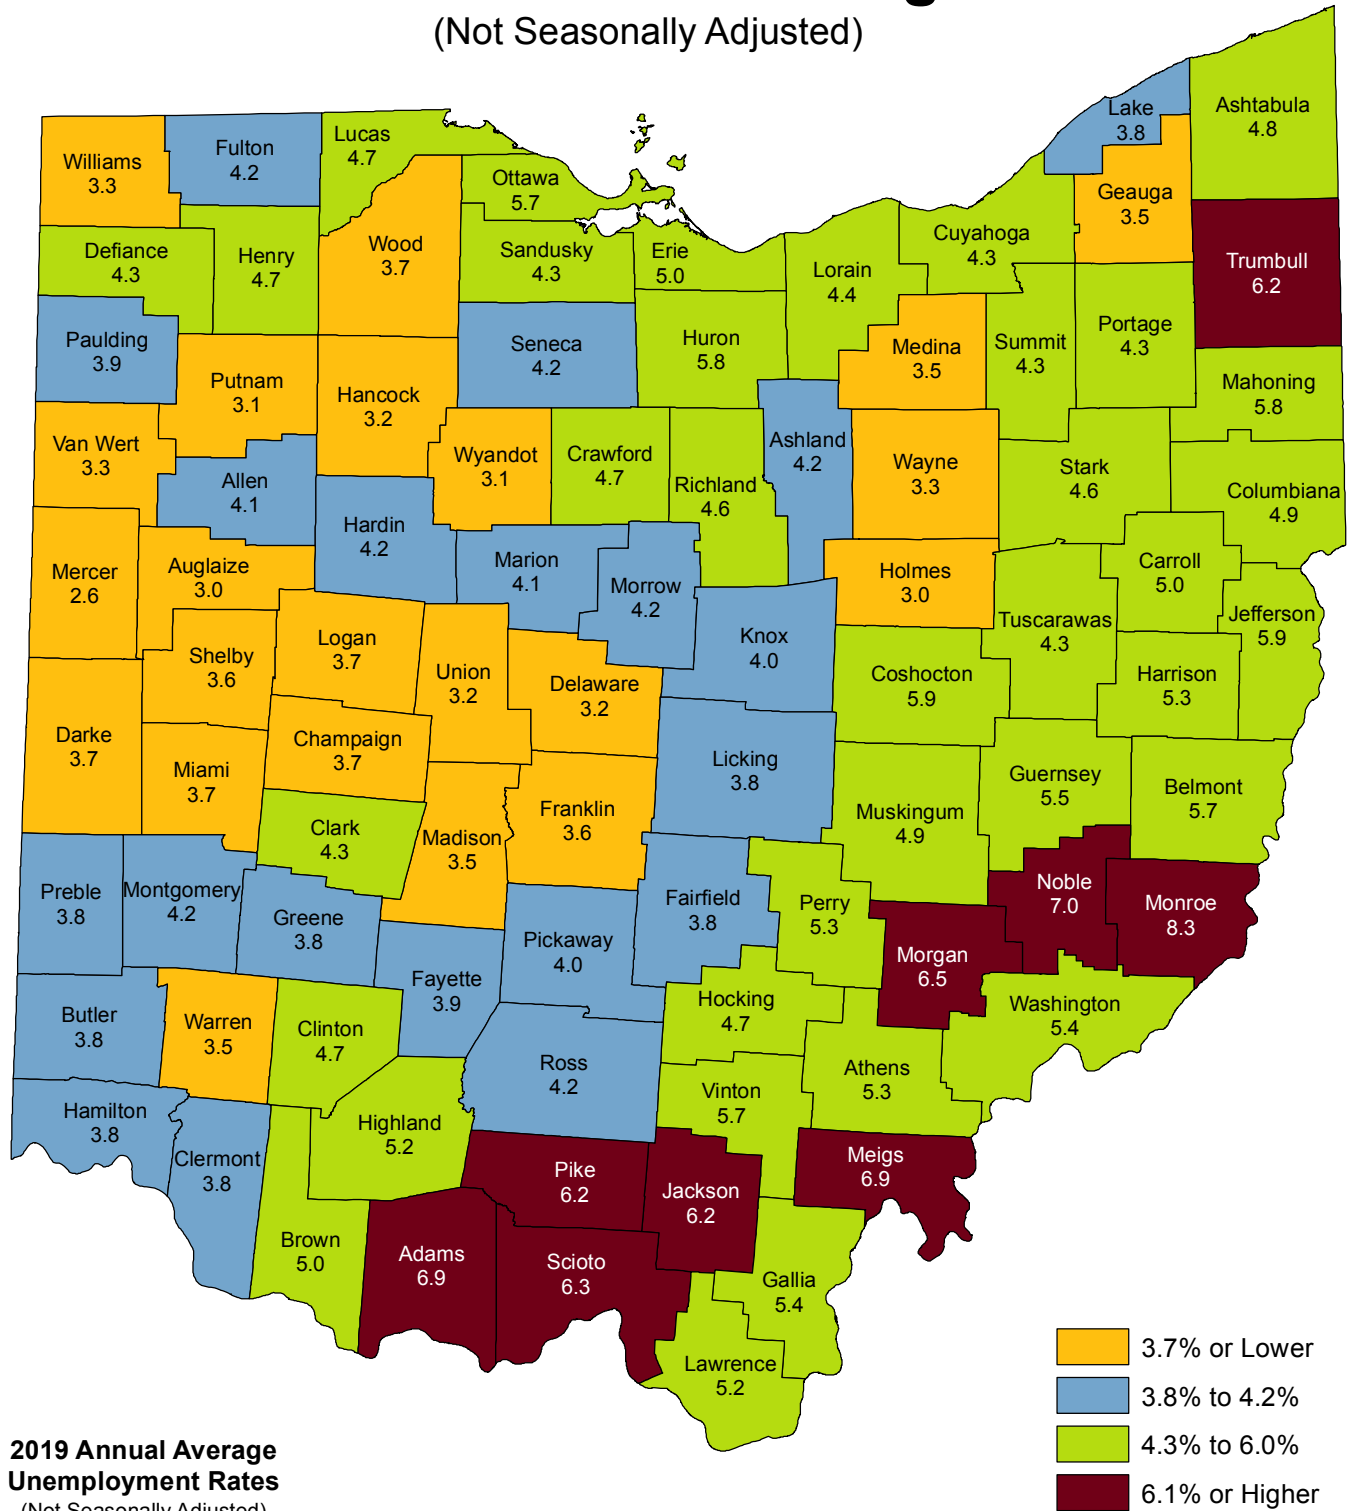 (Not Seasonally Adjusted)
Lake
3.8
Ashtabula
4.8
Lucas
4.7
Fulton
4.2
Williams
3.3
Ottawa
5.7
Geauga
3.5
Wood
3.7
Sandusky
4.3
Erie
5.0
Cuyahoga
4.3
Defiance
4.3
Henry
4.7
Lorain
4.4
Trumbull
6.2
Paulding
3.9
Seneca
4.2
Huron
5.8
Medina
3.5
Summit
4.3
Portage
4.3
Putnam
3.1
Hancock
3.2
Mahoning
5.8
Van Wert
3.3
Wyandot
3.1
Crawford
4.7
Richland
4.6
Ashland
4.2
Wayne
3.3
Stark
4.6
Columbiana
4.9
Allen
4.1
Hardin
4.2
Marion
4.1
Morrow
4.2
Holmes
3.0
Carroll
5.0
Jefferson
5.9
Mercer
2.6
Auglaize
3.0
Tuscarawas
4.3
Shelby
3.6
Logan
3.7
Union
3.2
Delaware
3.2
Knox
4.0
Coshocton
5.9
Harrison
5.3
Darke
3.7
Miami
3.7
Champaign
3.7
Licking
3.8
Guernsey
5.5
Belmont
5.7
Clark
4.3
Madison
3.5
Franklin
3.6
Muskingum
4.9
Preble
3.8
Montgomery
4.2
Greene
3.8
Fairfield
3.8
Perry
5.3
Noble
7.0
Monroe
8.3
Pickaway
4.0
Morgan
6.5
Fayette
3.9
Hocking
4.7
Washington
5.4
Butler
3.8
Warren
3.5
Clinton
4.7
Ross
4.2
Athens
5.3
Vinton
5.7
Hamilton
3.8
Highland
5.2
Clermont
3.8
Pike
6.2
Jackson
6.2
Meigs
6.9
Brown
5.0
Adams
6.9
Scioto
6.3
Gallia
5.4
Lawrence
5.2
3.7% or Lower
3.8% to 4.2%
4.3% to 6.0%
6.1% or Higher
2019 Annual Average
Unemployment Rates
(Not Seasonally Adjusted)